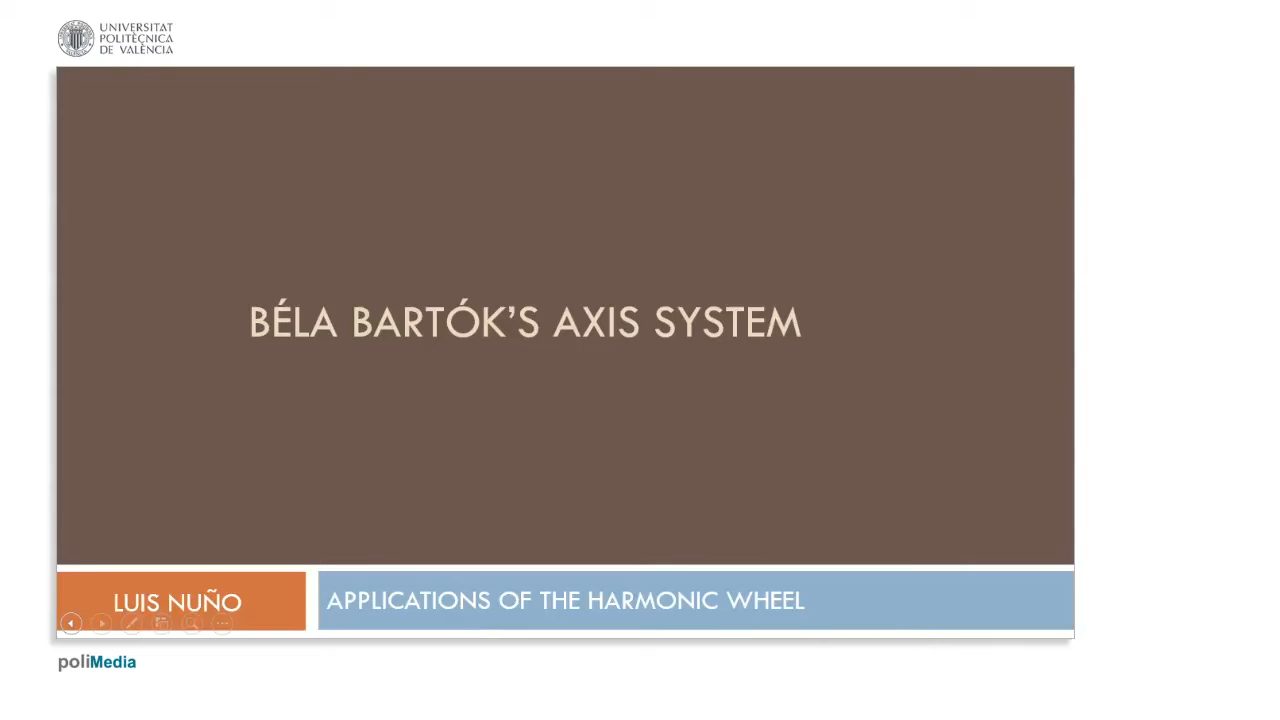 UNIVERSITAT
POLITÈCNICA
DE VALÈNCIA
BÉLA BARTÓK’S AXIS SYSTEM
LUIS NUÑO
APPLICATIONS OF THE HARMONIC WHEEL
poliMedia